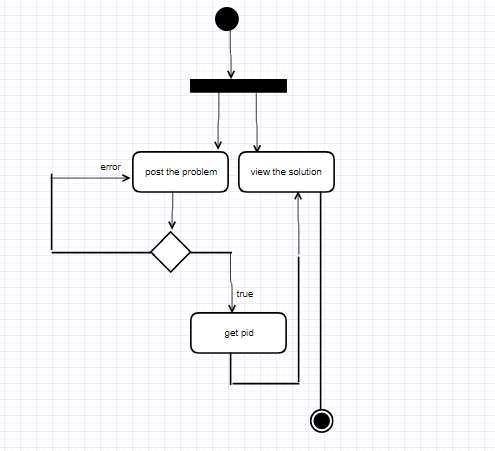 error
post the problem
view the solution
true
get pid